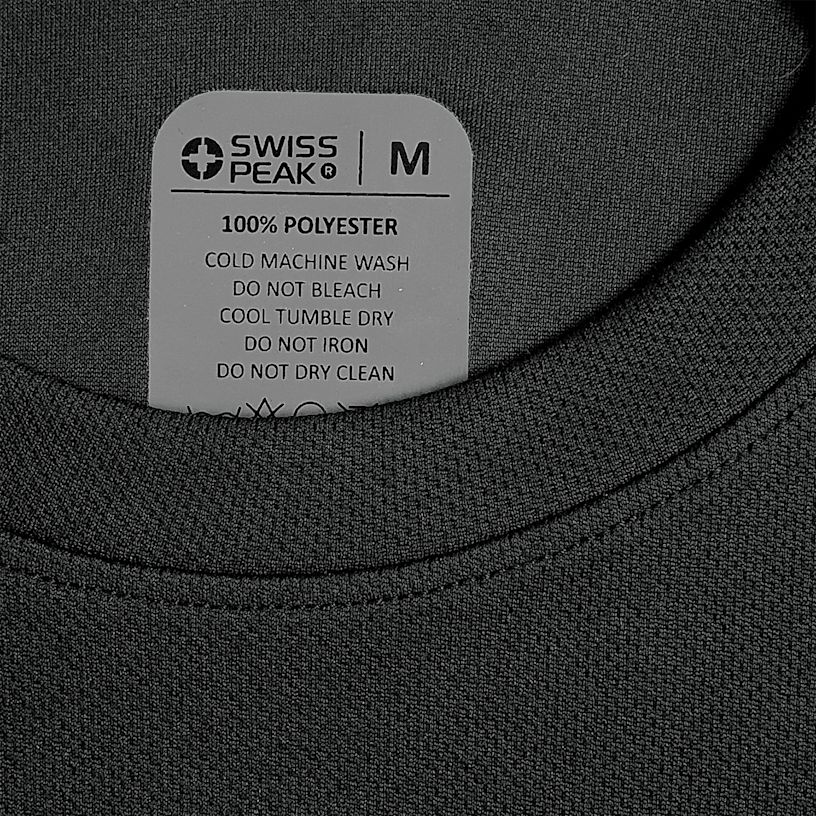 SWISS
PEAK® | M
100% POLYESTER
COLD MACHINE WASH
DO NOT BLEACH
COOL TUMBLE DRY
DO NOT IRON
DO NOT DRY CLEAN